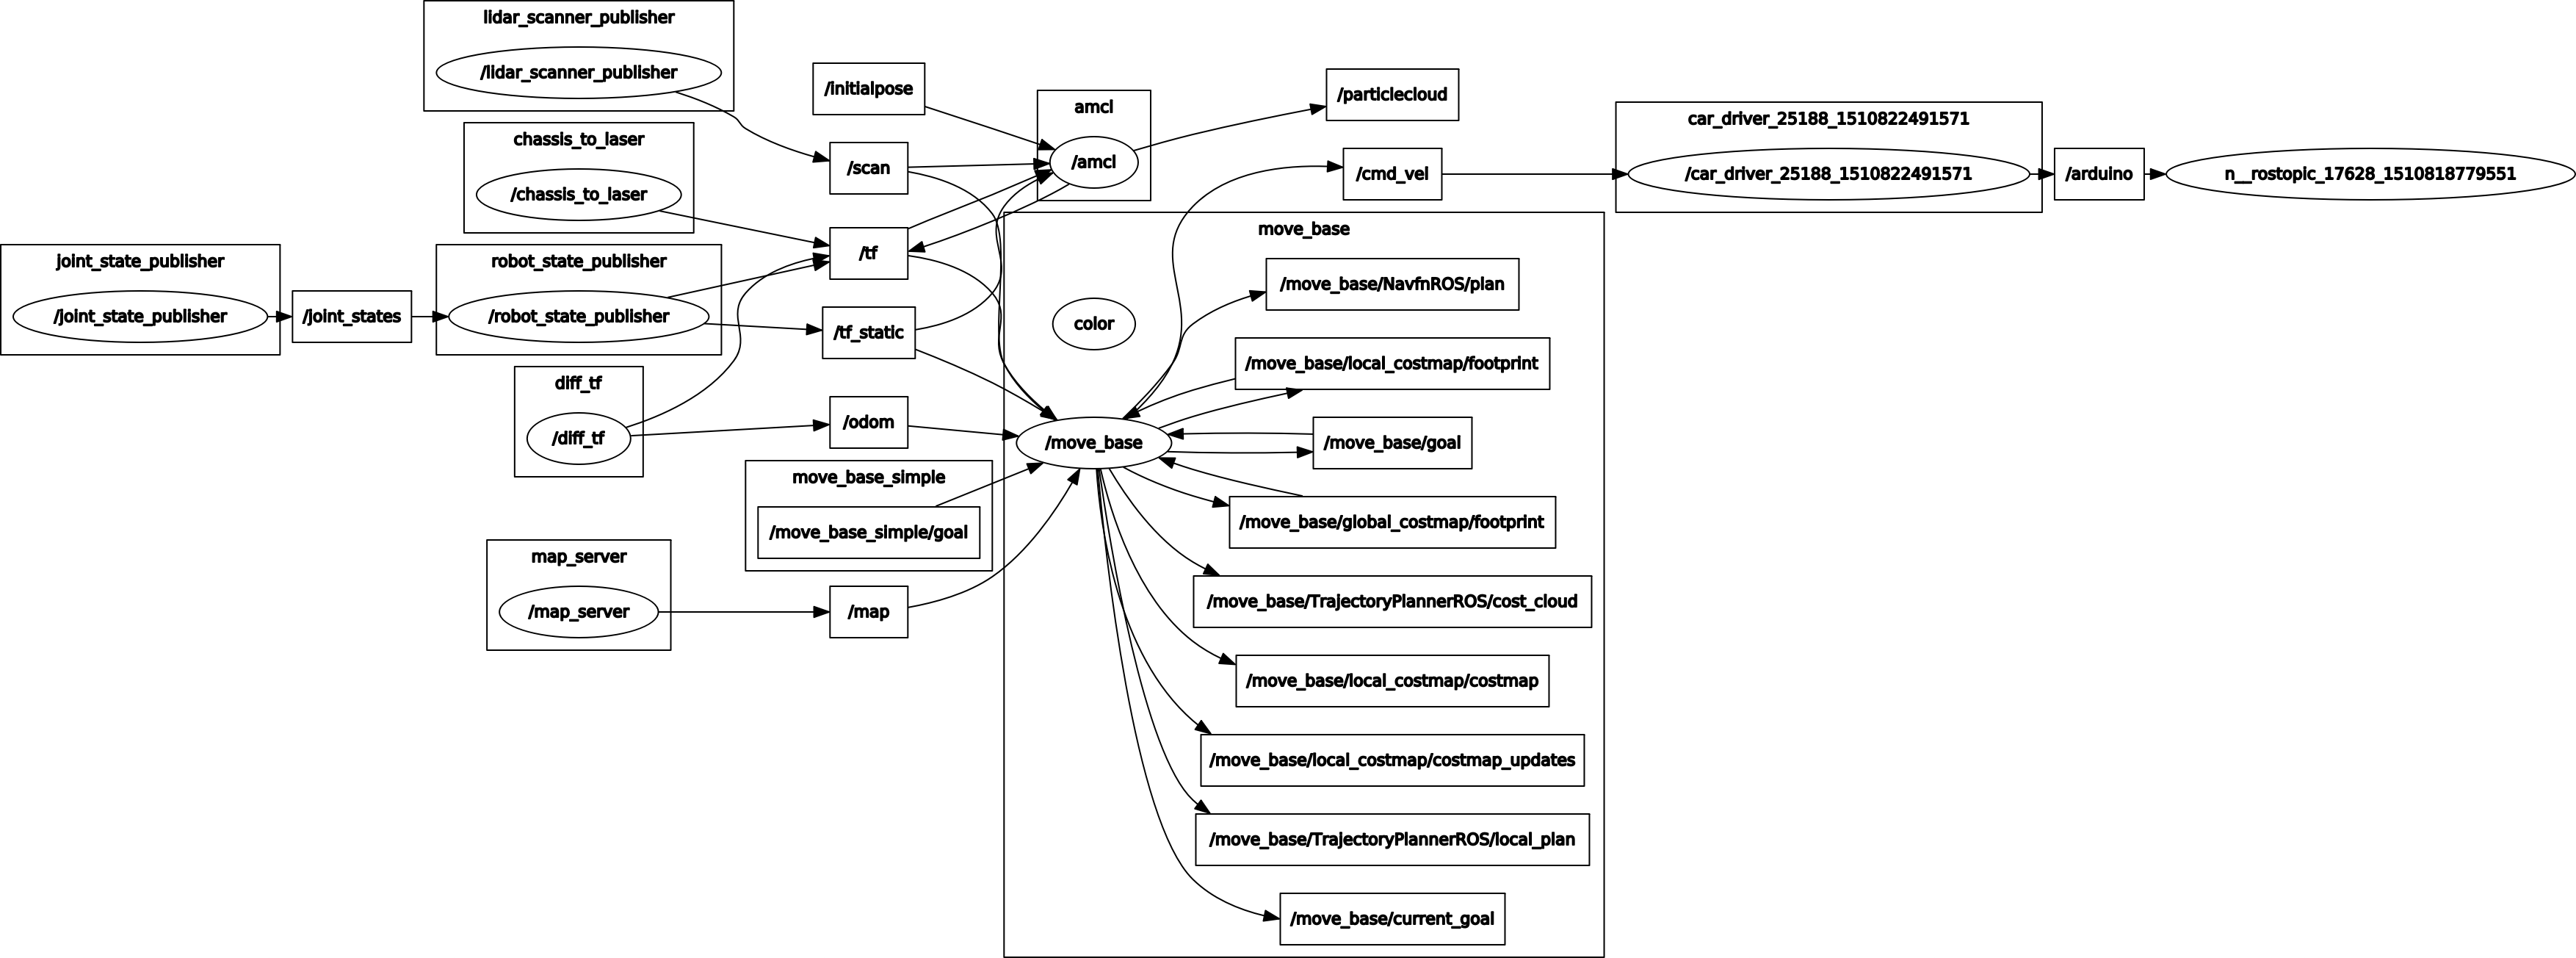 lidar_scanner_publisher
/lidar_scanner_publisher
chassis_to_laser
/chassis_to_laser
joint_state_publisher
/joint_state_publisher
/joint_states
robot_state_publisher
/robot_state_publisher
diff_tf
/diff_tf
map_server
/map_server
/initialpose
/scan
/tf
/tf_static
/odom
move_base_simple
/move_base_simple/goal
/map
amcl
/amcl
/particlecloud
/cmd_vel
move_base
color
/move_base
/move_base/NavfnROS/plan
/move_base/local_costmap/footprint
/move_base/goal
/move_base/global_costmap/footprint
/move_base/TrajectoryPlannerROS/cost_cloud
/move_base/local_costmap/costmap
/move_base/local_costmap/costmap_updates
/move_base/TrajectoryPlannerROS/local_plan
/move_base/current_goal
car_driver_25188_1510822491571
/car_driver_25188_1510822491571
/arduino
n__rostopic_17628_1510818779551